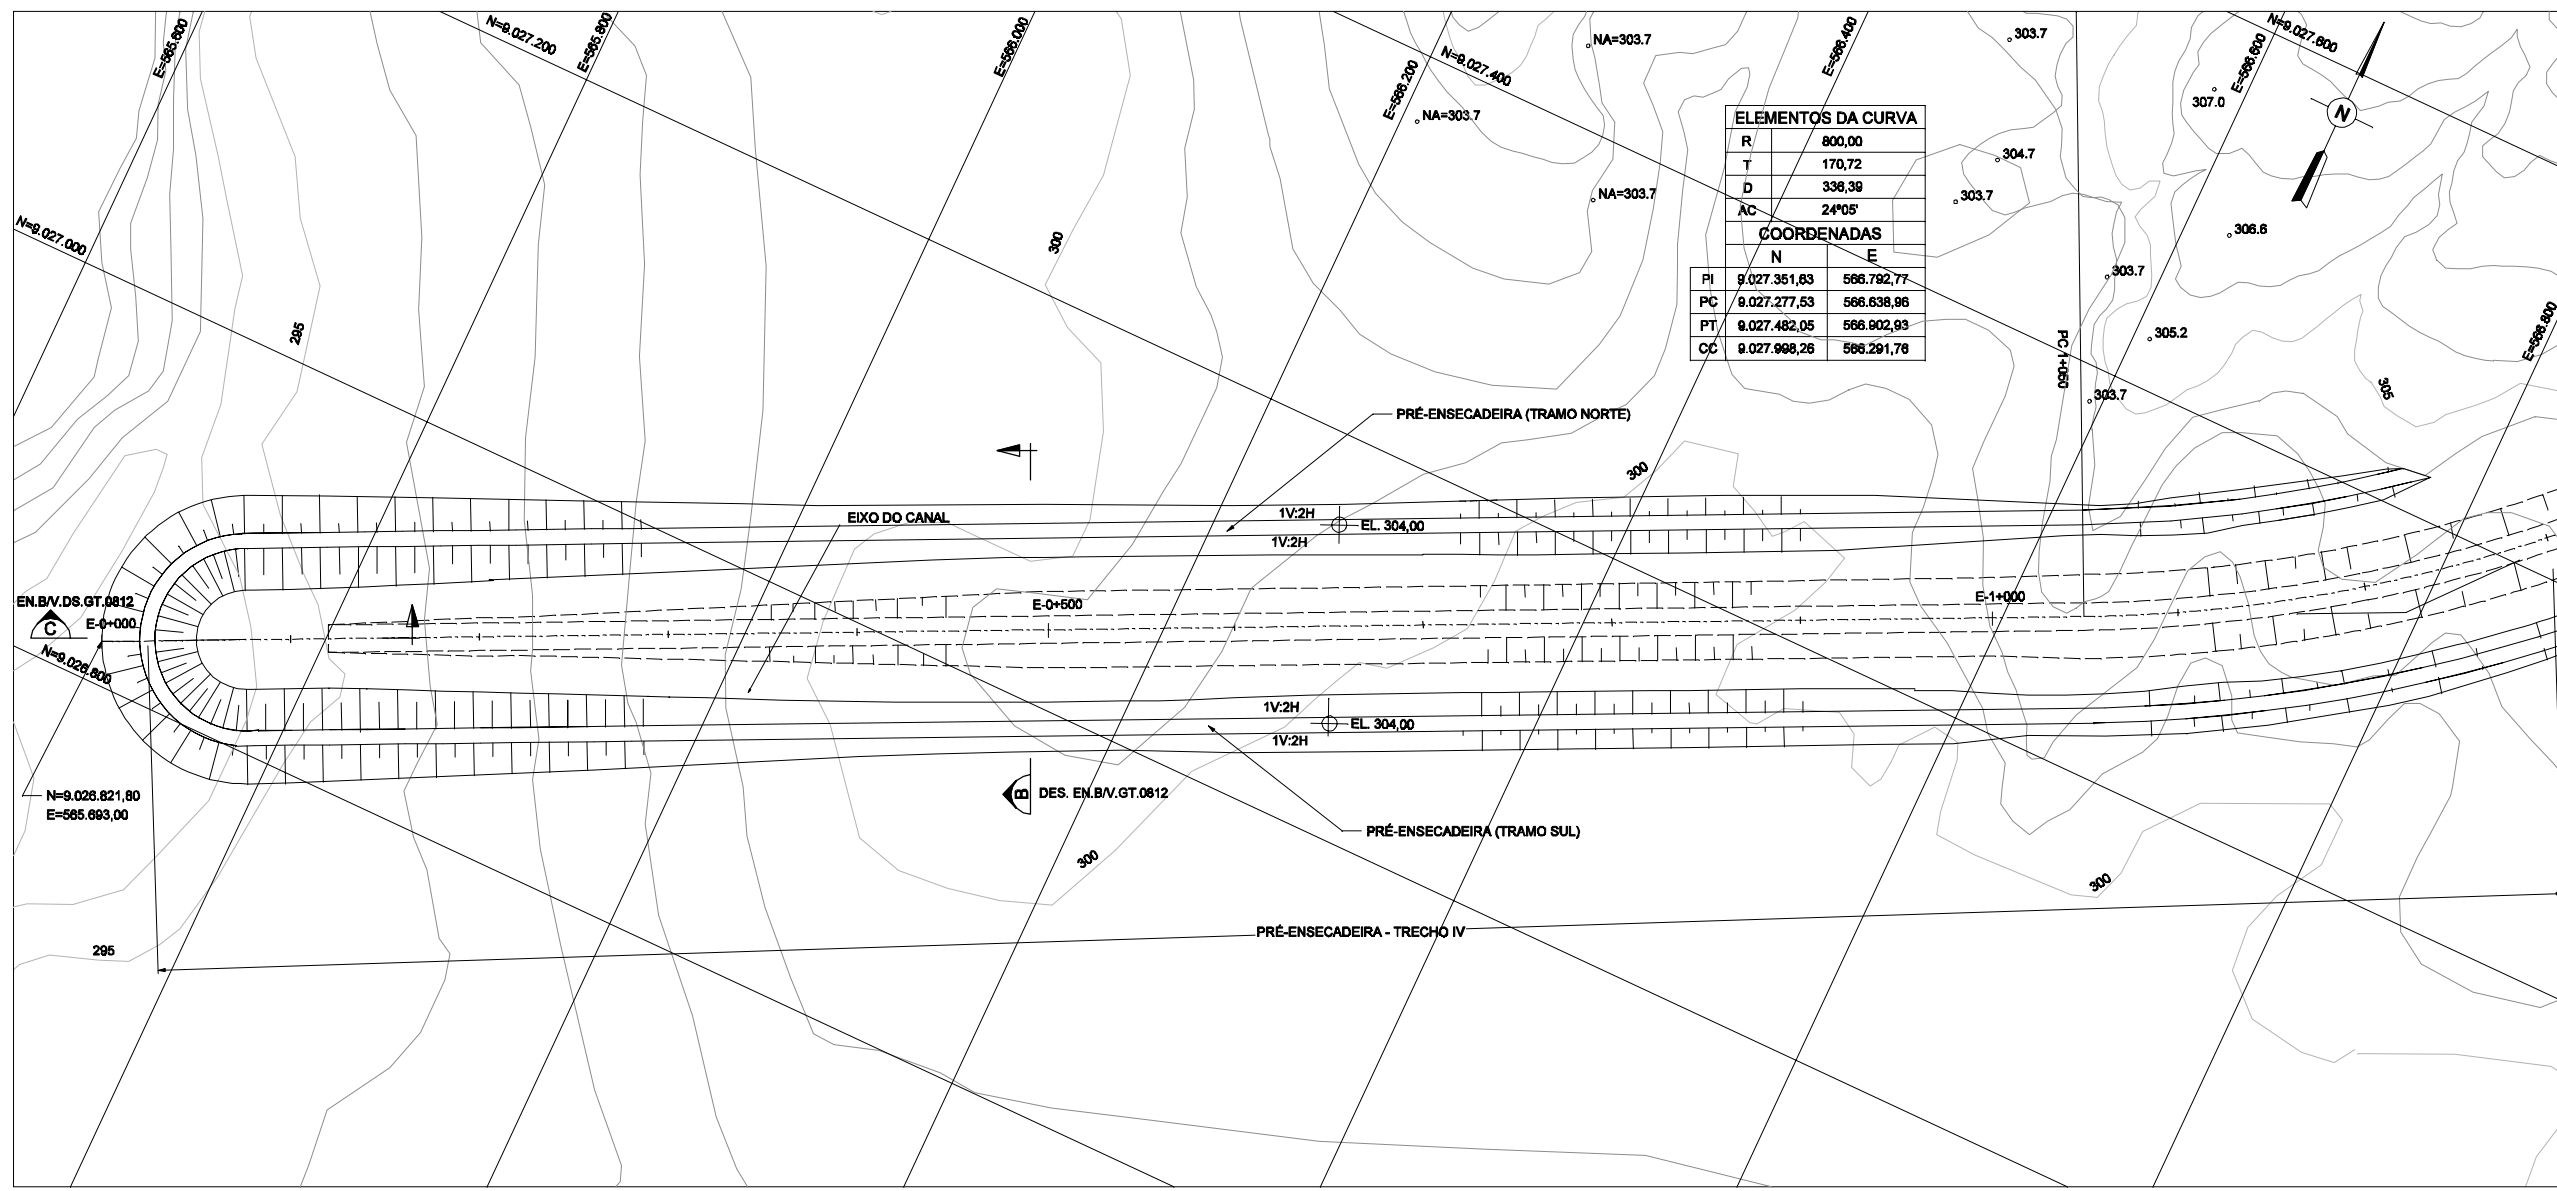 E=565.600
N=9.027.200
E=565.800
E=566.000
N=9.027.400
E=566.200
E=566.400
N=9.027.600
E=566.600
E=566.800
N=9.027.000
NA=303.7
NA=303.7
NA=303.7
303.7
304.7
303.7
303.7
303.7
307.0
306.6
305.2
305
N
ELEMENTOS DA CURVA
R 800,00
T 170,72
D 336,39
AC 24º05'
COORDENADAS
N E
PI 9.027.351,63 566.792,77
PC 9.027.277,53 566.638,96
PT 9.027.482,05 566.902,93
CC 9.027.998,26 566.291,76
PC 1+050
295
300
300
PRÉ-ENSECADEIRA (TRAMO NORTE)
EIXO DO CANAL
1V:2H
EL. 304,00
1V:2H
EN.B/V.DS.GT.0812
C
E-0+000
E-0+500
E-1+000
N=9.026.800
1V:2H
EL. 304,00
1V:2H
N=9.026.821,80
E=565.693,00
B
DES. EN.B/V.GT.0812
PRÉ-ENSECADEIRA (TRAMO SUL)
300
300
PRÉ-ENSECADEIRA - TRECHO IV
295